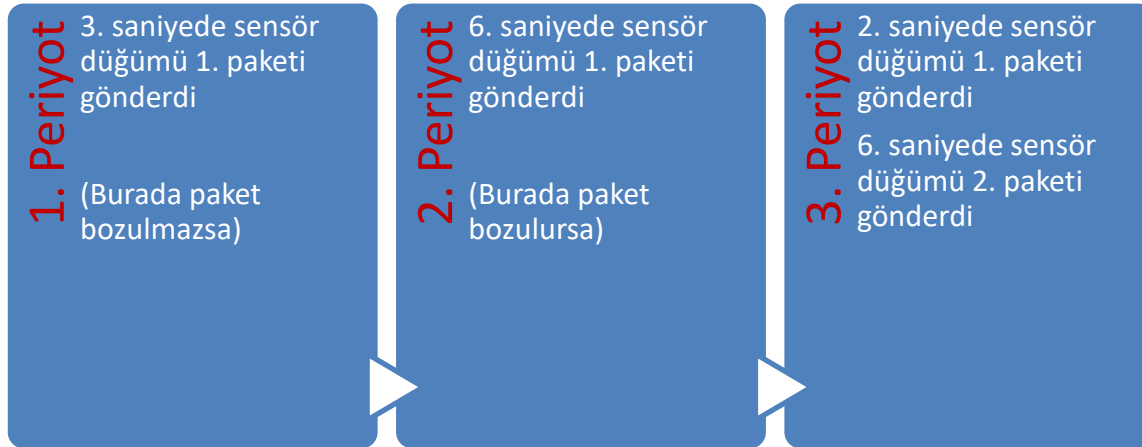 1. Periyot
3. saniyede sensör
düğümü 1. paketi
gönderdi
(Burada paket
bozulmazsa)
2. Periyot
6. saniyede sensör
düğümü 1. paketi
gönderdi
(Burada paket
bozulursa)
3. Periyot
2. saniyede sensör
düğümü 1. paketi
gönderdi
6. saniyede sensör
düğümü 2. paketi
gönderdi